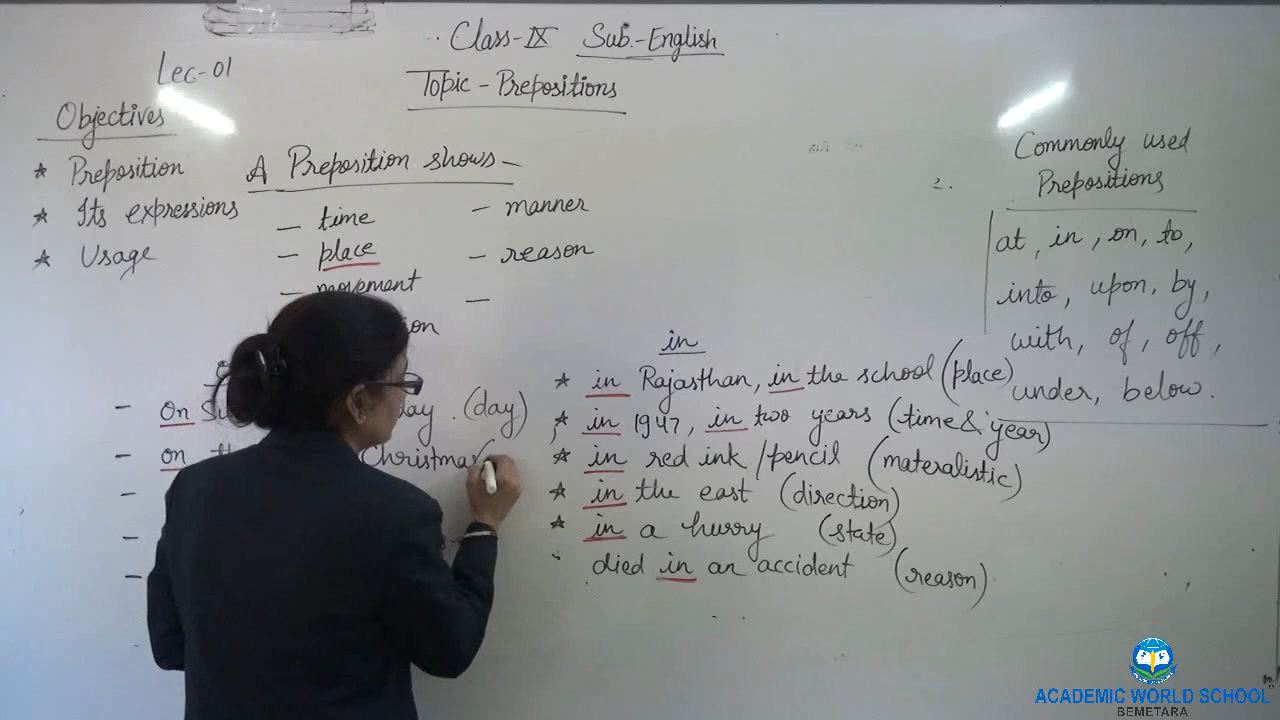 Class-IX Sub.-English
Lec-01
Topic - Prepositions
Objectives
* Preposition
* Its expressions
* Usage
A Preposition shows -
- time
- place
- movement
- manner
- reason
-
2.
Commonly used
Prepositions
at, in, on, to,
into, upon, by,
with, of, off,
under, below.
- On day. (day)
- on Christmas (
-
-
-
in
* in Rajasthan, in the school (place)
* in 1947, in two years (time & year)
* in red ink/pencil (materalistic)
* in the east (direction)
* in a hurry (state)
died in an accident (reason)
ACADEMIC WORLD SCHOOL
BEMETARA